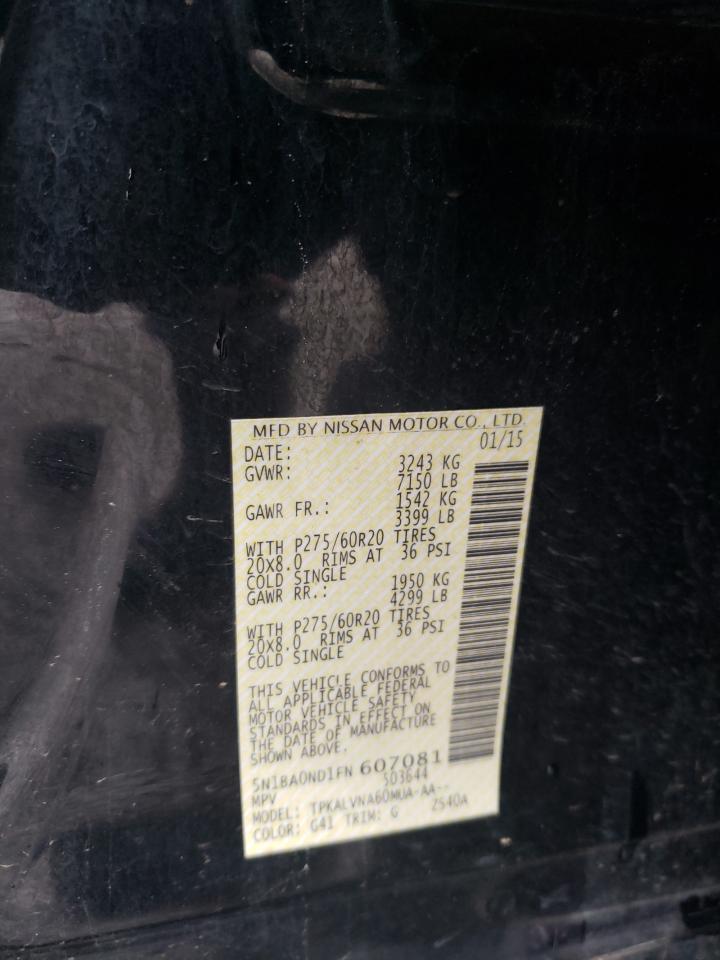 MFD BY NISSAN MOTOR CO., LTD.
DATE: 01/15
GVWR: 3243 KG
7150 LB
GAWR FR.: 1542 KG
3399 LB
WITH P275/60R20 TIRES
20x8.0 RIMS AT 36 PSI
COLD SINGLE
GAWR RR.: 1950 KG
4299 LB
WITH P275/60R20 TIRES
20x8.0 RIMS AT 36 PSI
COLD SINGLE
THIS VEHICLE CONFORMS TO
ALL APPLICABLE FEDERAL
MOTOR VEHICLE SAFETY
STANDARDS IN EFFECT ON
THE DATE OF MANUFACTURE
SHOWN ABOVE.
5N1BA0ND1FN 607081
503644
MPV
MODEL: TPKALVNA60MUA-AA--
COLOR: G41 TRIM: G ZS40A